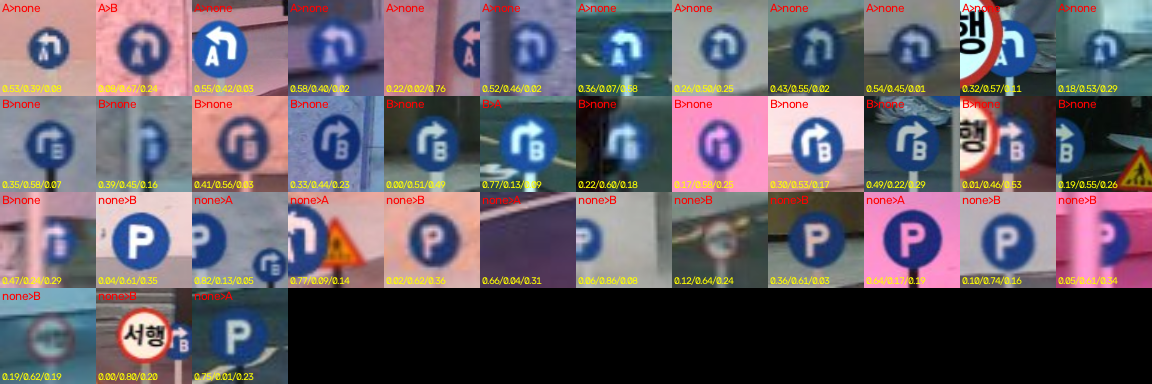 A>none A>B A>none A>none A>none A>none A>none A>none A>none A>none A>none A>none
A A A A A A A A A A 행 A A
0.53/0.39/0.08 0.08/0.67/0.24 0.55/0.42/0.03 0.58/0.40/0.02 0.22/0.02/0.76 0.52/0.46/0.02 0.36/0.07/0.58 0.26/0.50/0.25 0.43/0.55/0.02 0.54/0.45/0.01 0.32/0.57/0.11 0.18/0.53/0.29
B>none B>none B>none B>none B>none B>A B>none B>none B>none B>none B>none B>none
B B B B B B B B B B 행 B B
0.35/0.58/0.07 0.39/0.45/0.16 0.41/0.56/0.03 0.33/0.44/0.23 0.00/0.51/0.49 0.77/0.13/0.09 0.22/0.60/0.18 0.17/0.58/0.25 0.30/0.53/0.17 0.49/0.22/0.29 0.01/0.46/0.53 0.19/0.55/0.26
B>none none>B none>A none>A none>B none>A none>B none>B none>B none>A none>B none>B
B P P B P P P P P P
0.47/0.24/0.29 0.04/0.61/0.35 0.82/0.13/0.05 0.77/0.09/0.14 0.02/0.62/0.36 0.66/0.04/0.31 0.06/0.86/0.08 0.12/0.64/0.24 0.36/0.61/0.03 0.64/0.17/0.19 0.10/0.74/0.16 0.05/0.61/0.34
none>B none>B none>A
서행 B P
0.19/0.62/0.19 0.00/0.80/0.20 0.75/0.01/0.23